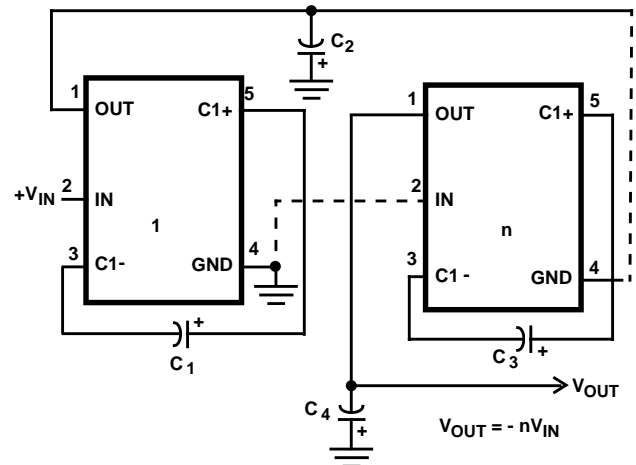 C2
+
1
OUT
5
C1+
+VIN
2
IN
1
3
C1-
4
GND
+
C1
1
OUT
5
C1+
2
IN
n
3
C1 -
4
GND
C3
+
C4
+
VOUT
VOUT = - nVIN